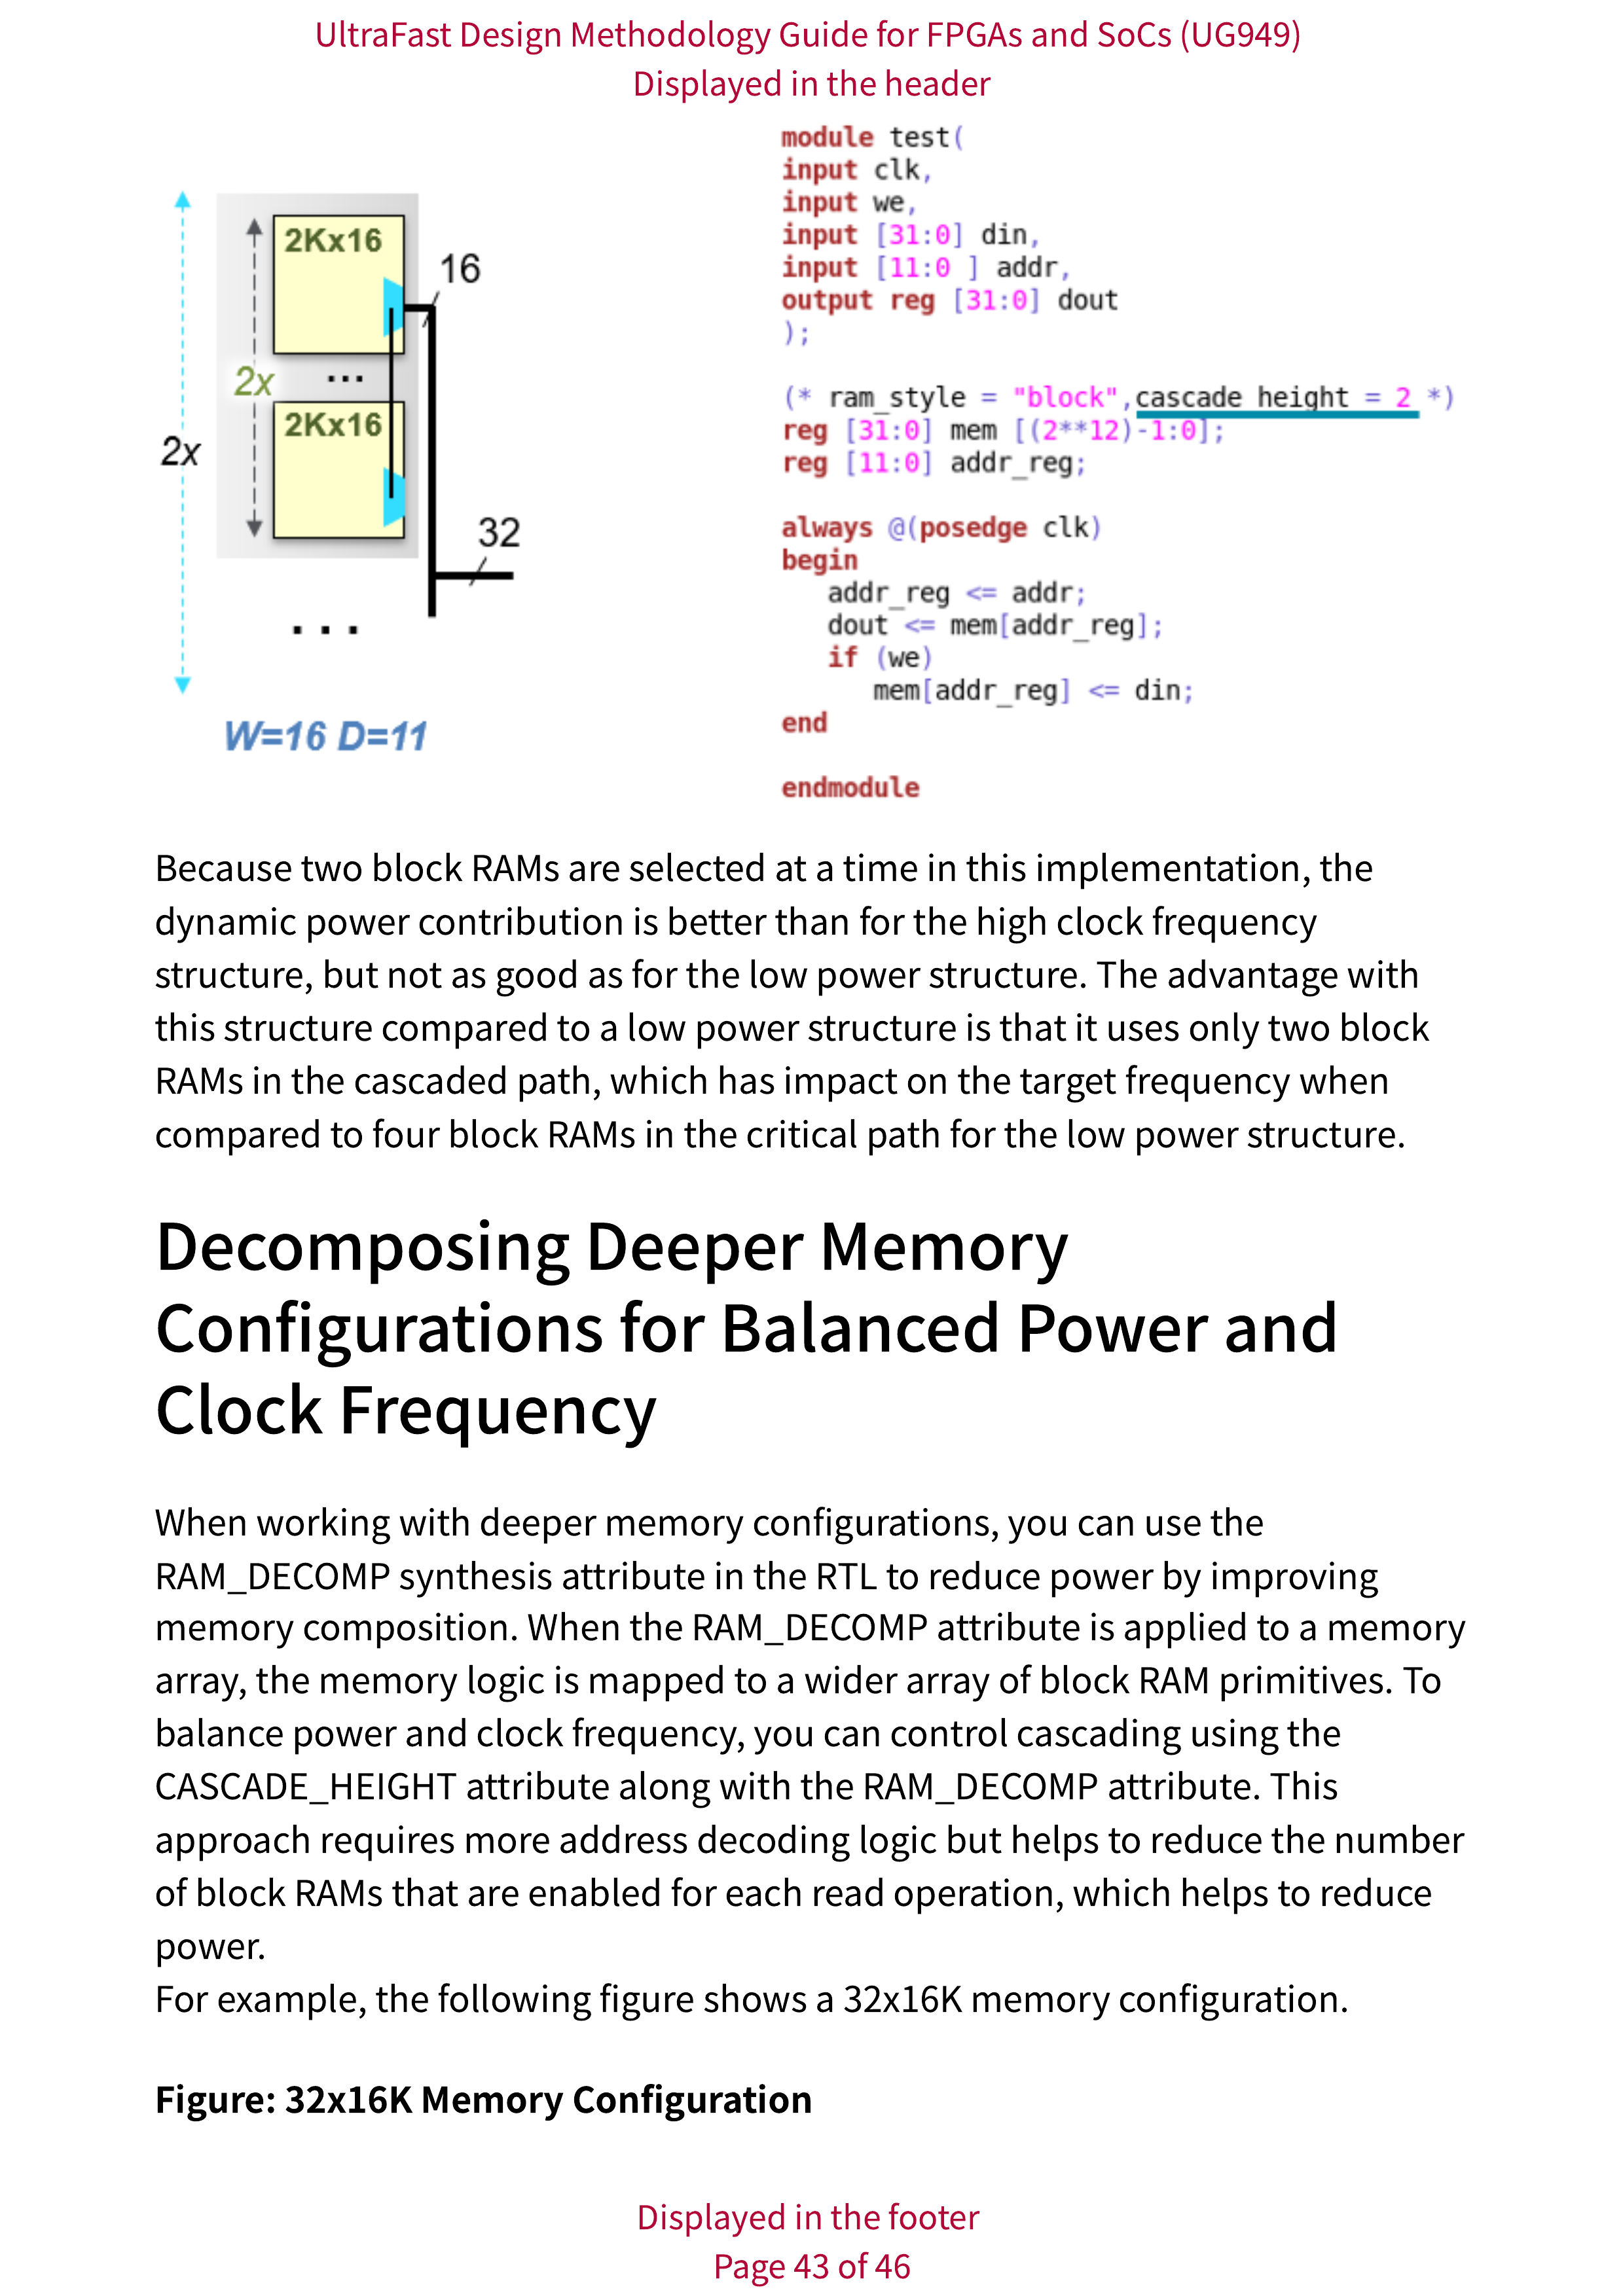 UltraFast Design Methodology Guide for FPGAs and SoCs (UG949)
Displayed in the header
2Kx16
16
2x
...
2Kx16
2x
32
...
W=16 D=11
module test(
input clk,
input we,
input [31:0] din,
input [11:0 ] addr,
output reg [31:0] dout
);
(* ram_style = "block",cascade_height = 2 *)
reg [31:0] mem [(2**12)-1:0];
reg [11:0] addr_reg;
always @(posedge clk)
begin
addr_reg <= addr;
dout <= mem[addr_reg];
if (we)
mem[addr_reg] <= din;
end
endmodule
Because two block RAMs are selected at a time in this implementation, the
dynamic power contribution is better than for the high clock frequency
structure, but not as good as for the low power structure. The advantage with
this structure compared to a low power structure is that it uses only two block
RAMs in the cascaded path, which has impact on the target frequency when
compared to four block RAMs in the critical path for the low power structure.
Decomposing Deeper Memory
Configurations for Balanced Power and
Clock Frequency
When working with deeper memory configurations, you can use the
RAM_DECOMP synthesis attribute in the RTL to reduce power by improving
memory composition. When the RAM_DECOMP attribute is applied to a memory
array, the memory logic is mapped to a wider array of block RAM primitives. To
balance power and clock frequency, you can control cascading using the
CASCADE_HEIGHT attribute along with the RAM_DECOMP attribute. This
approach requires more address decoding logic but helps to reduce the number
of block RAMs that are enabled for each read operation, which helps to reduce
power.
For example, the following figure shows a 32x16K memory configuration.
Figure: 32x16K Memory Configuration
Displayed in the footer
Page 43 of 46